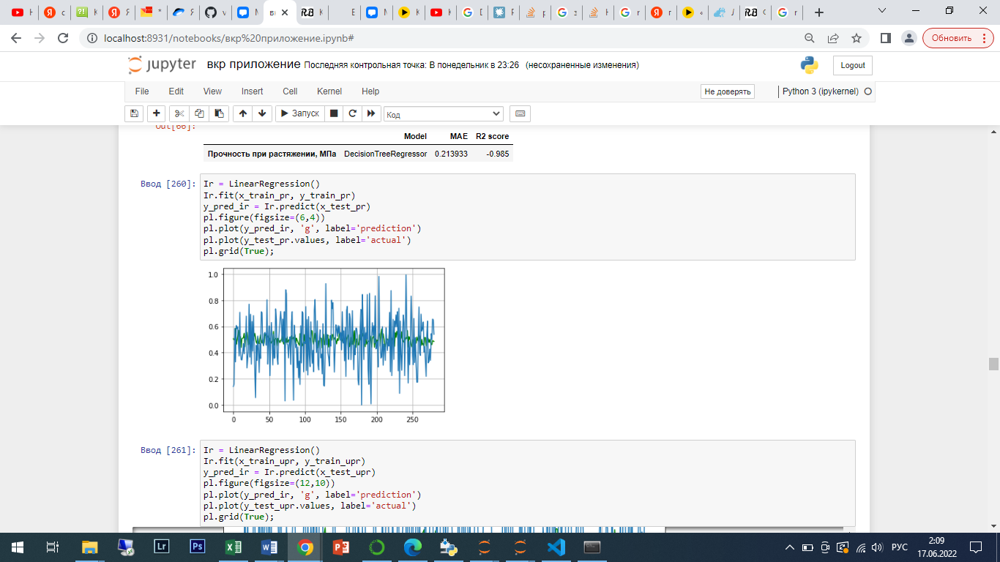 localhost:8931/notebooks/вкр%20приложение.ipynb#
Обновить
jupyter вкр приложение Последняя контрольная точка: В понедельник в 23:26 (несохраненные изменения)
Logout
File Edit View Insert Cell Kernel Help
Не доверять
Python 3 (ipykernel)
Запуск
Код
Out[66]:
Model MAE R2 score
Прочность при растяжении, МПа DecisionTreeRegressor 0.213933 -0.985
Ввод [260]:
Ir = LinearRegression()
Ir.fit(x_train_pr, y_train_pr)
y_pred_ir = Ir.predict(x_test_pr)
pl.figure(figsize=(6,4))
pl.plot(y_pred_ir, 'g', label='prediction')
pl.plot(y_test_pr.values, label='actual')
pl.grid(True);
1.0
0.8
0.6
0.4
0.2
0.0
0 50 100 150 200 250
Ввод [261]:
Ir = LinearRegression()
Ir.fit(x_train_upr, y_train_upr)
y_pred_ir = Ir.predict(x_test_upr)
pl.figure(figsize=(12,10))
pl.plot(y_pred_ir, 'g', label='prediction')
pl.plot(y_test_upr.values, label='actual')
pl.grid(True);
Lr
Ps
РУС
2:09
17.06.2022